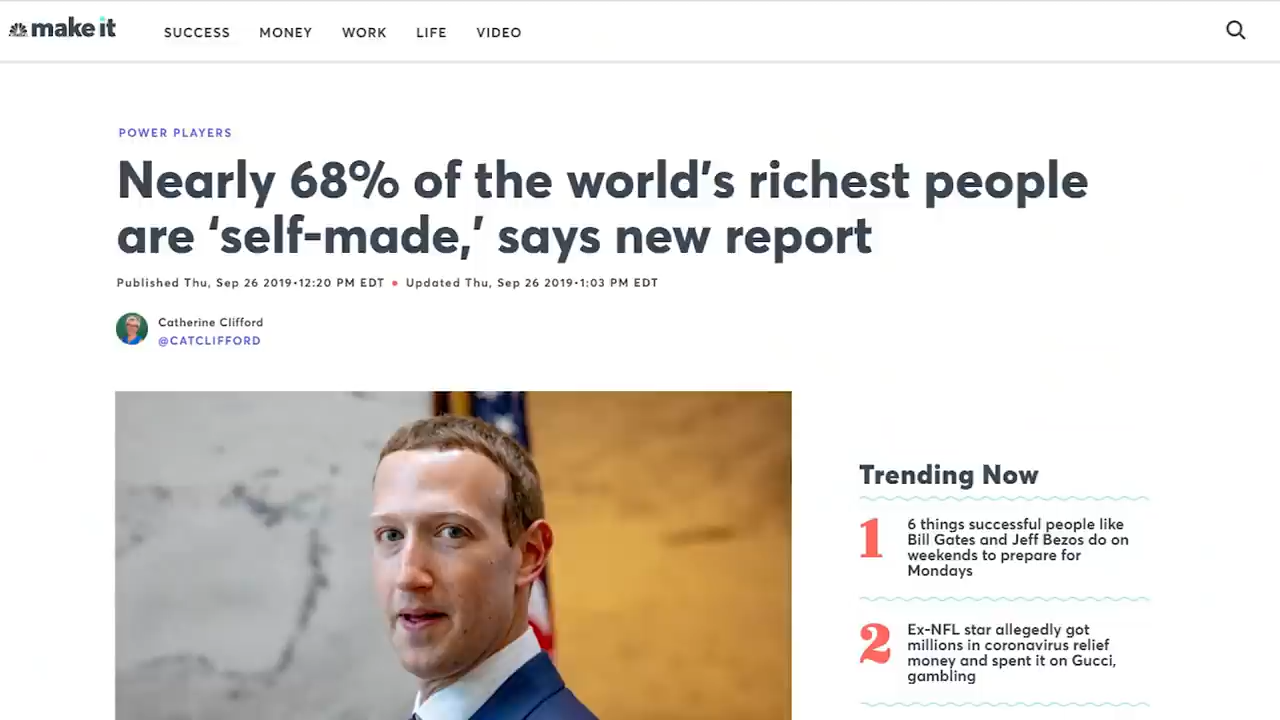 make it
SUCCESS MONEY WORK LIFE VIDEO
POWER PLAYERS
Nearly 68% of the world's richest people
are ‘self-made,’ says new report
Published Thu, Sep 26 2019•12:20 PM EDT • Updated Thu, Sep 26 2019•1:03 PM EDT
Catherine Clifford
@CATCLIFFORD
Trending Now
1
6 things successful people like
Bill Gates and Jeff Bezos do on
weekends to prepare for
Mondays
2
Ex-NFL star allegedly got
millions in coronavirus relief
money and spent it on Gucci,
gambling